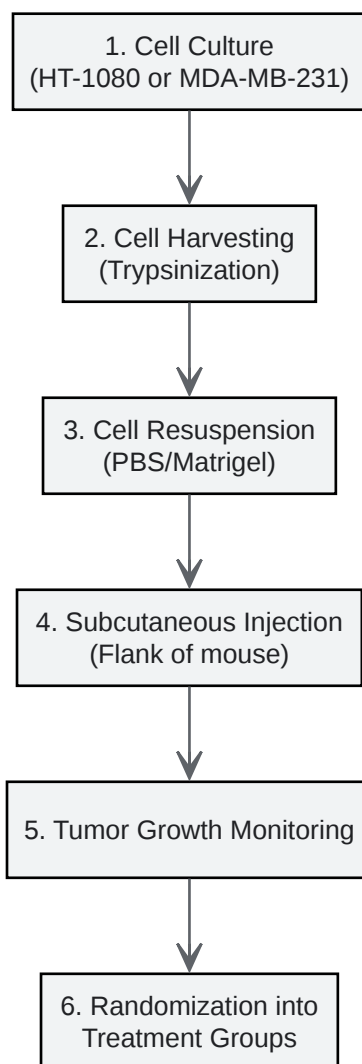 1. Cell Culture
(HT-1080 or MDA-MB-231)
2. Cell Harvesting
(Trypsinization)
3. Cell Resuspension
(PBS/Matrigel)
4. Subcutaneous Injection
(Flank of mouse)
5. Tumor Growth Monitoring
6. Randomization into
Treatment Groups